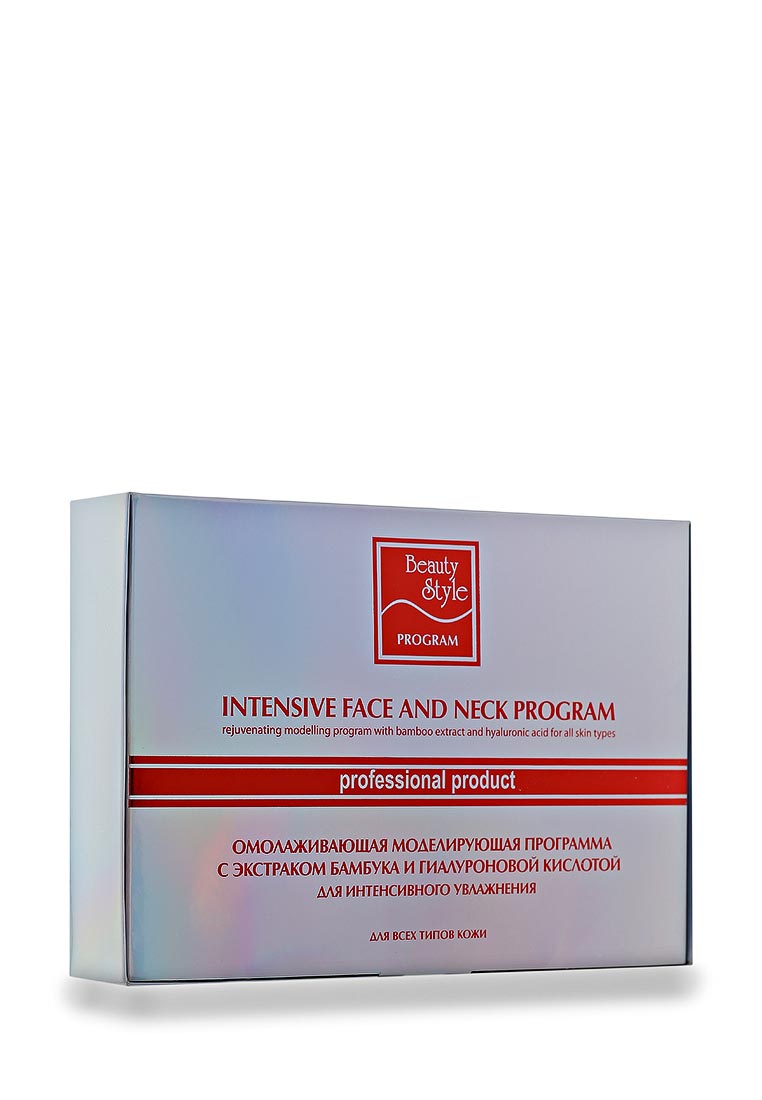 Beauty
Style
PROGRAM
INTENSIVE FACE AND NECK PROGRAM
rejuvenating modelling program with bamboo extract and hyaluronic acid for all skin types
professional product
ОМОЛАЖИВАЮЩАЯ МОДЕЛИРУЮЩАЯ ПРОГРАММА
С ЭКСТРАКОМ БАМБУКА И ГИАЛУРОНОВОЙ КИСЛОТОЙ
ДЛЯ ИНТЕНСИВНОГО УВЛАЖНЕНИЯ
ДЛЯ ВСЕХ ТИПОВ КОЖИ